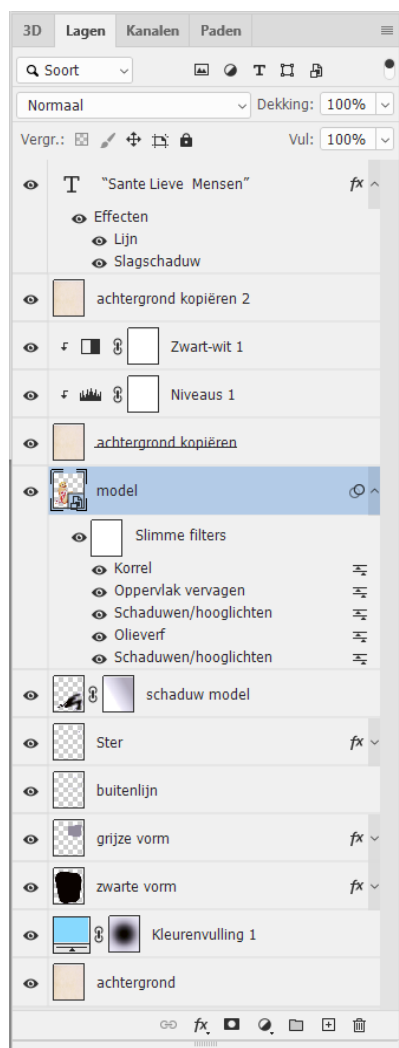 3D Lagen Kanalen Paden
Soort T
Normaal Dekking: 100%
Vergr.: Vul: 100%
T "Sante Lieve Mensen" fx
Effecten
Lijn
Slagschaduw
achtergrond kopiëren 2
Zwart-wit 1
Niveaus 1
achtergrond kopiëren
model
Slimme filters
Korrel
Oppervlak vervagen
Schaduwen/hooglichten
Olieverf
Schaduwen/hooglichten
schaduw model
Ster fx
buitenlijn
grijze vorm fx
zwarte vorm fx
Kleurenvulling 1
achtergrond
fx